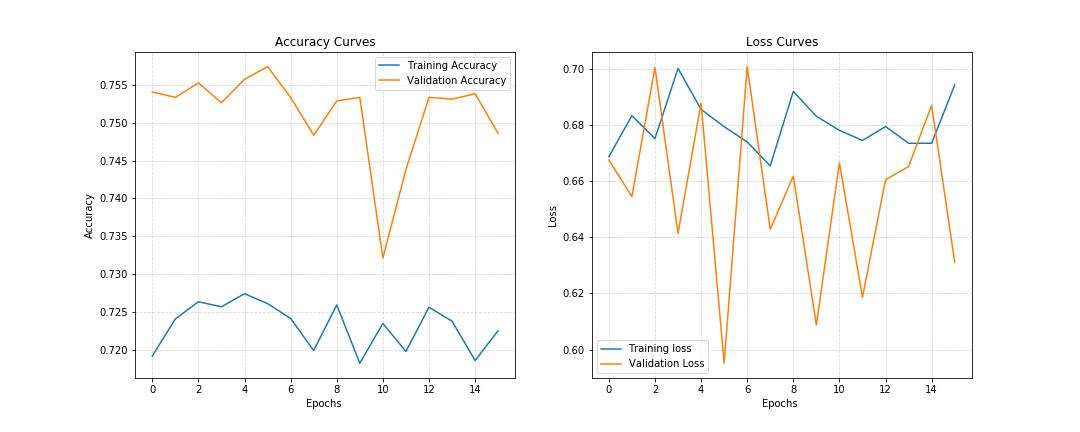 Accuracy Curves
Training Accuracy
Validation Accuracy
0.755
0.750
0.745
0.740
0.735
0.730
0.725
0.720
Accuracy
0 2 4 6 8 10 12 14
Epochs
Loss Curves
0.70
0.68
0.66
0.64
0.62
0.60
Loss
Training loss
Validation Loss
0 2 4 6 8 10 12 14
Epochs